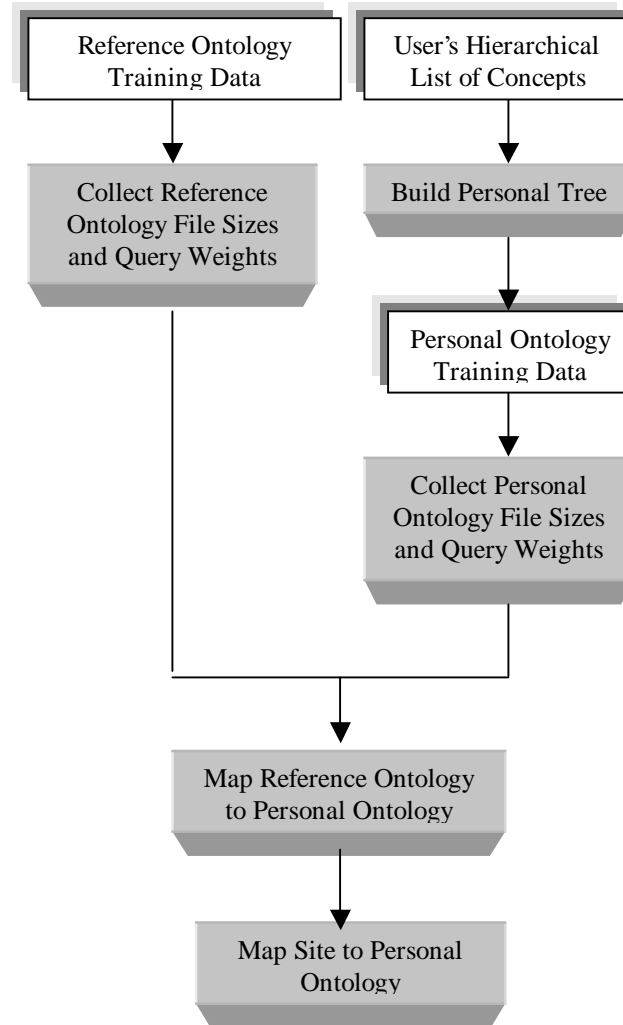 Reference Ontology
Training Data
User's Hierarchical
List of Concepts
Collect Reference
Ontology File Sizes
and Query Weights
Build Personal Tree
Personal Ontology
Training Data
Collect Personal
Ontology File Sizes
and Query Weights
Map Reference Ontology
to Personal Ontology
Map Site to Personal
Ontology